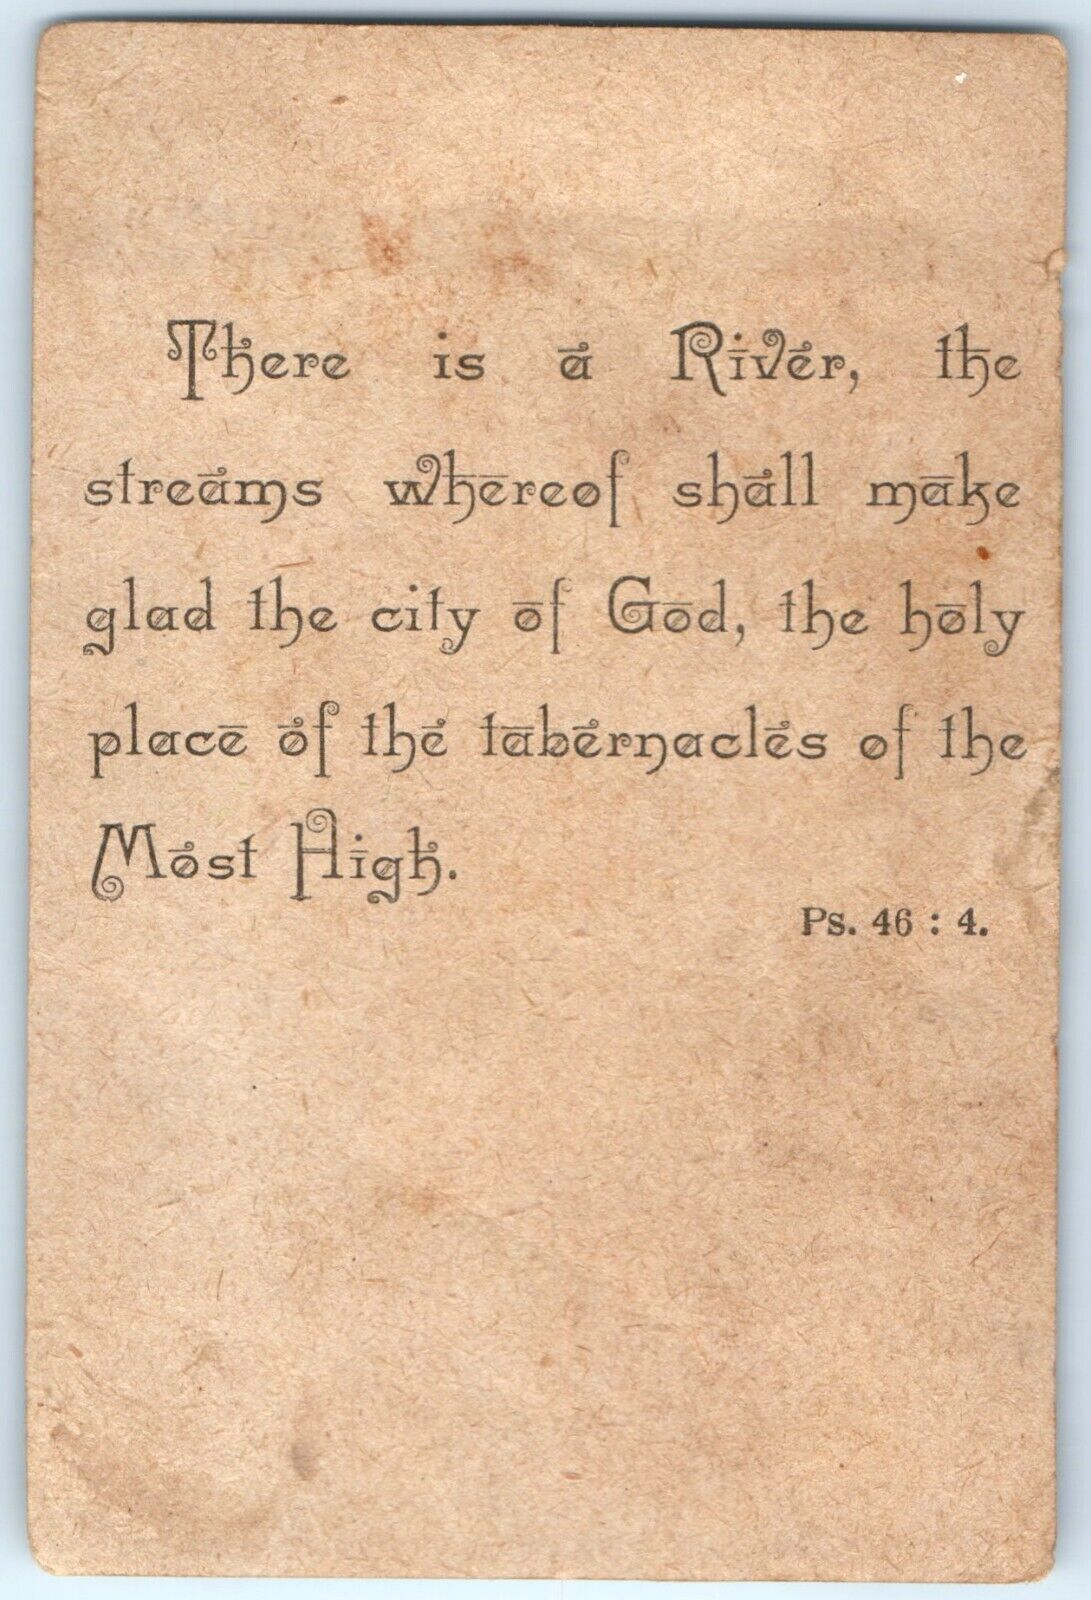 There is a River, the
streams whereof shall make
glad the city of God, the holy
place of the tabernacles of the
Most High.
Ps. 46 : 4.